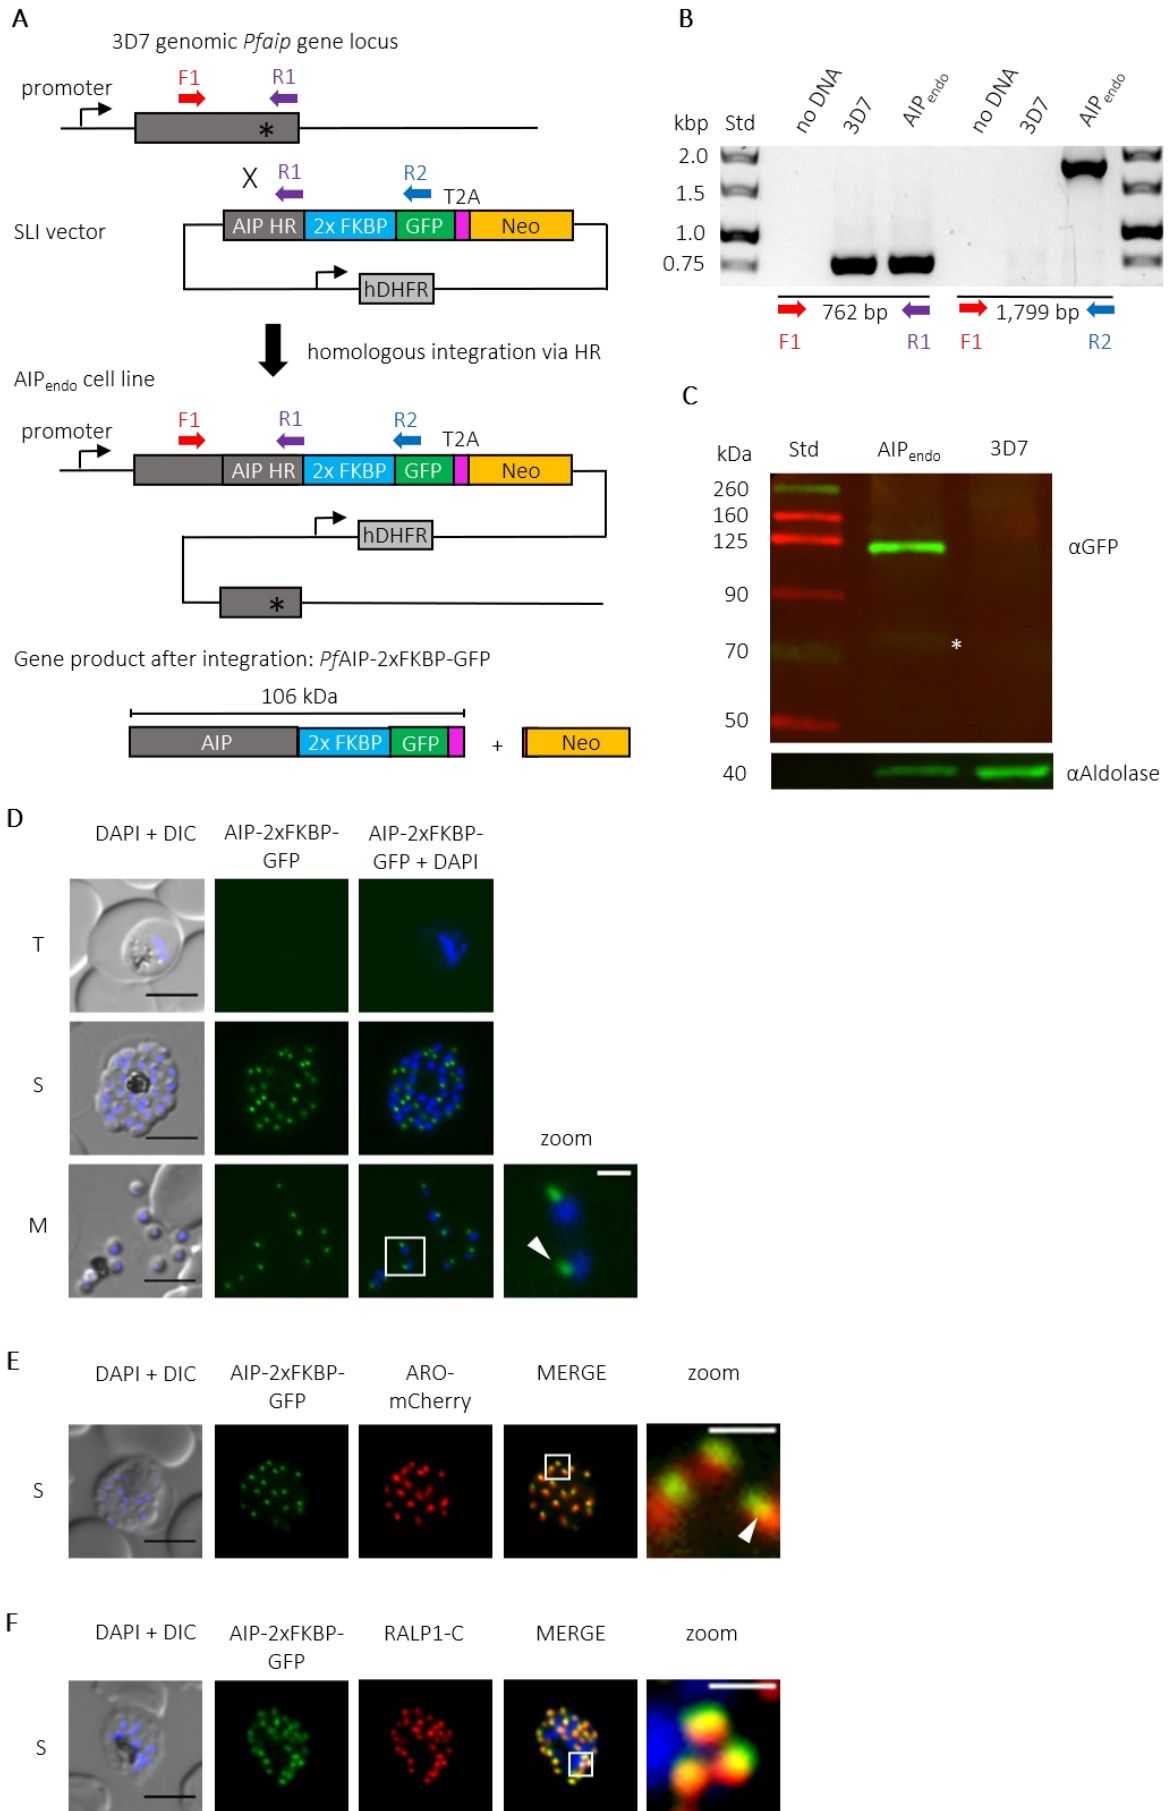 A
3D7 genomic Pfaip gene locus
promoter
F1
R1
*
X
R1
R2
T2A
SLI vector
AIP HR
2x FKBP
GFP
Neo
hDHFR
homologous integration via HR
AIPendo cell line
promoter
F1
R1
R2
T2A
AIP HR
2x FKBP
GFP
Neo
hDHFR
*
Gene product after integration: PfAIP-2xFKBP-GFP
106 kDa
AIP
2x FKBP
GFP
+
Neo
B
kbp
Std
no DNA
3D7
AIPendo
no DNA
3D7
AIPendo
2.0
1.5
1.0
0.75
762 bp
1,799 bp
F1
R1
F1
R2
C
kDa
Std
AIPendo
3D7
260
160
125
αGFP
90
70
*
50
40
αAldolase
D
DAPI + DIC
AIP-2xFKBP-
GFP
AIP-2xFKBP-
GFP + DAPI
T
S
zoom
M
E
DAPI + DIC
AIP-2xFKBP-
GFP
ARO-
mCherry
MERGE
zoom
S
F
DAPI + DIC
AIP-2xFKBP-
GFP
RALP1-C
MERGE
zoom
S